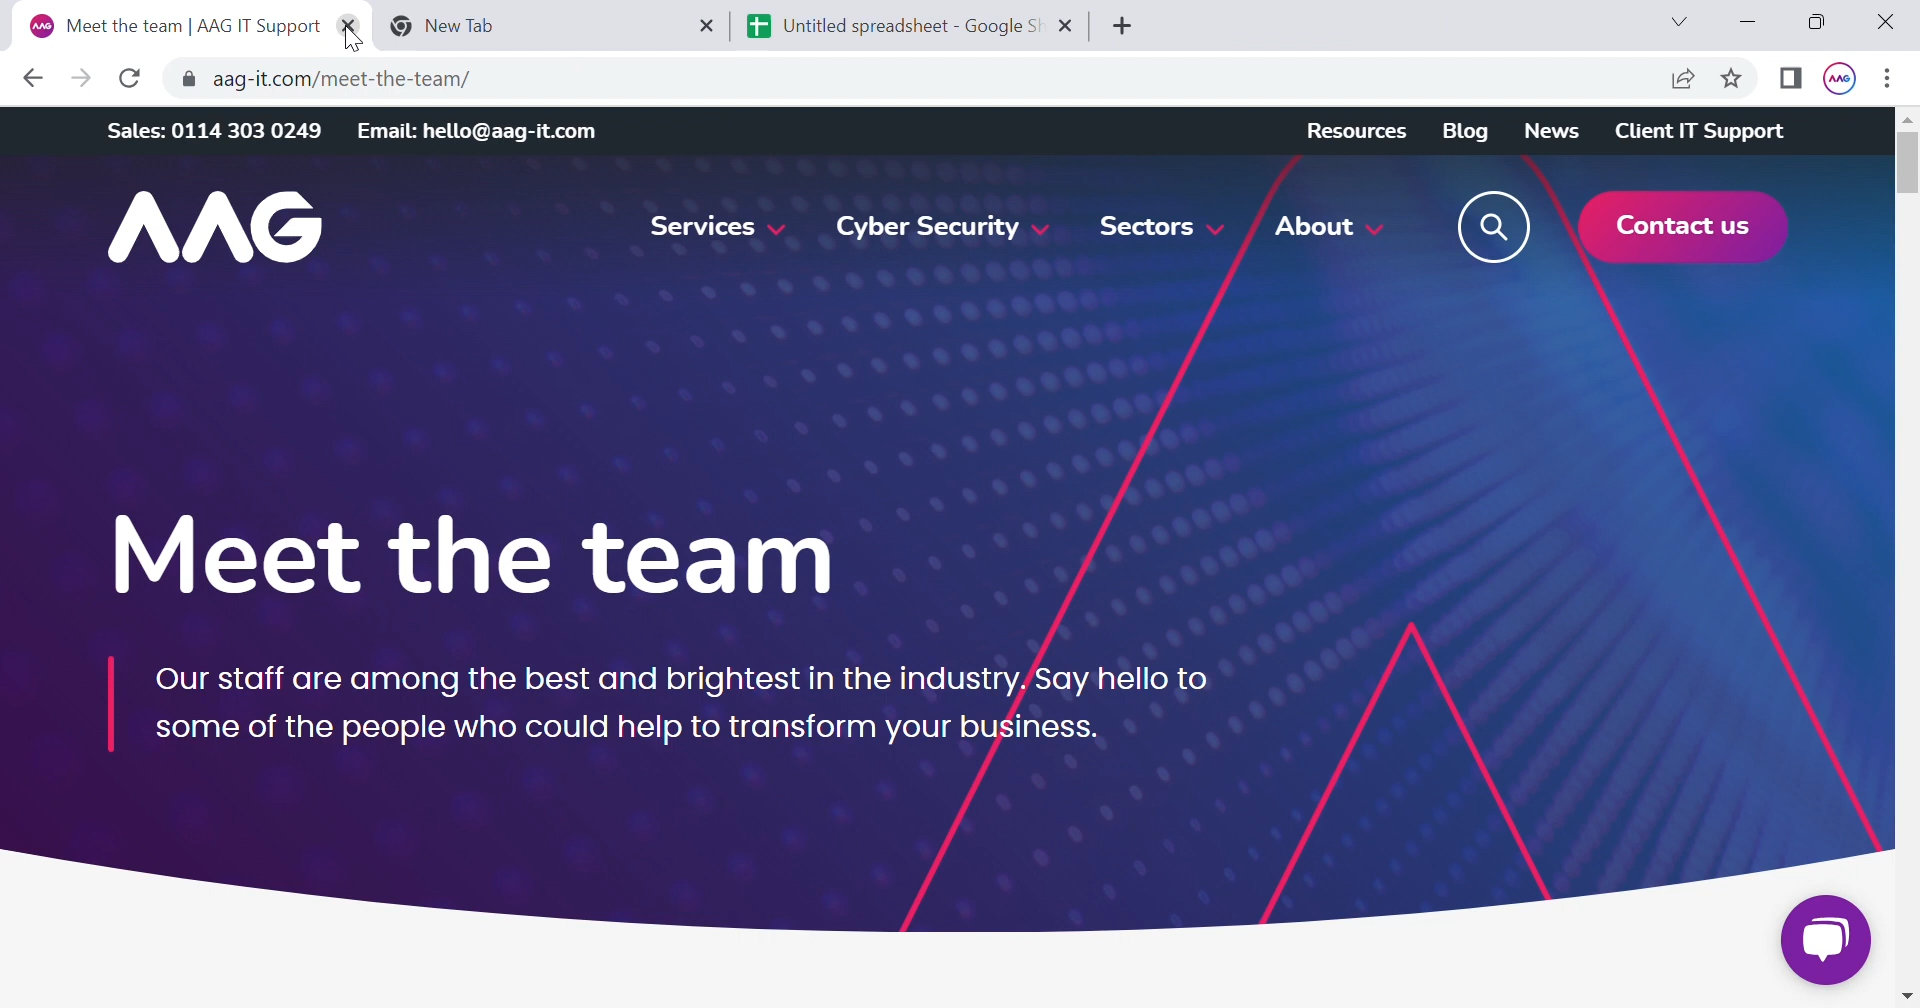 Meet the team | AAG IT Support
New Tab
Untitled spreadsheet - Google Sh
aag-it.com/meet-the-team/
AAG
Sales: 0114 303 0249 Email: hello@aag-it.com
Resources Blog News Client IT Support
AAG
Services Cyber Security Sectors About
Contact us
Meet the team
Our staff are among the best and brightest in the industry. Say hello to
some of the people who could help to transform your business.